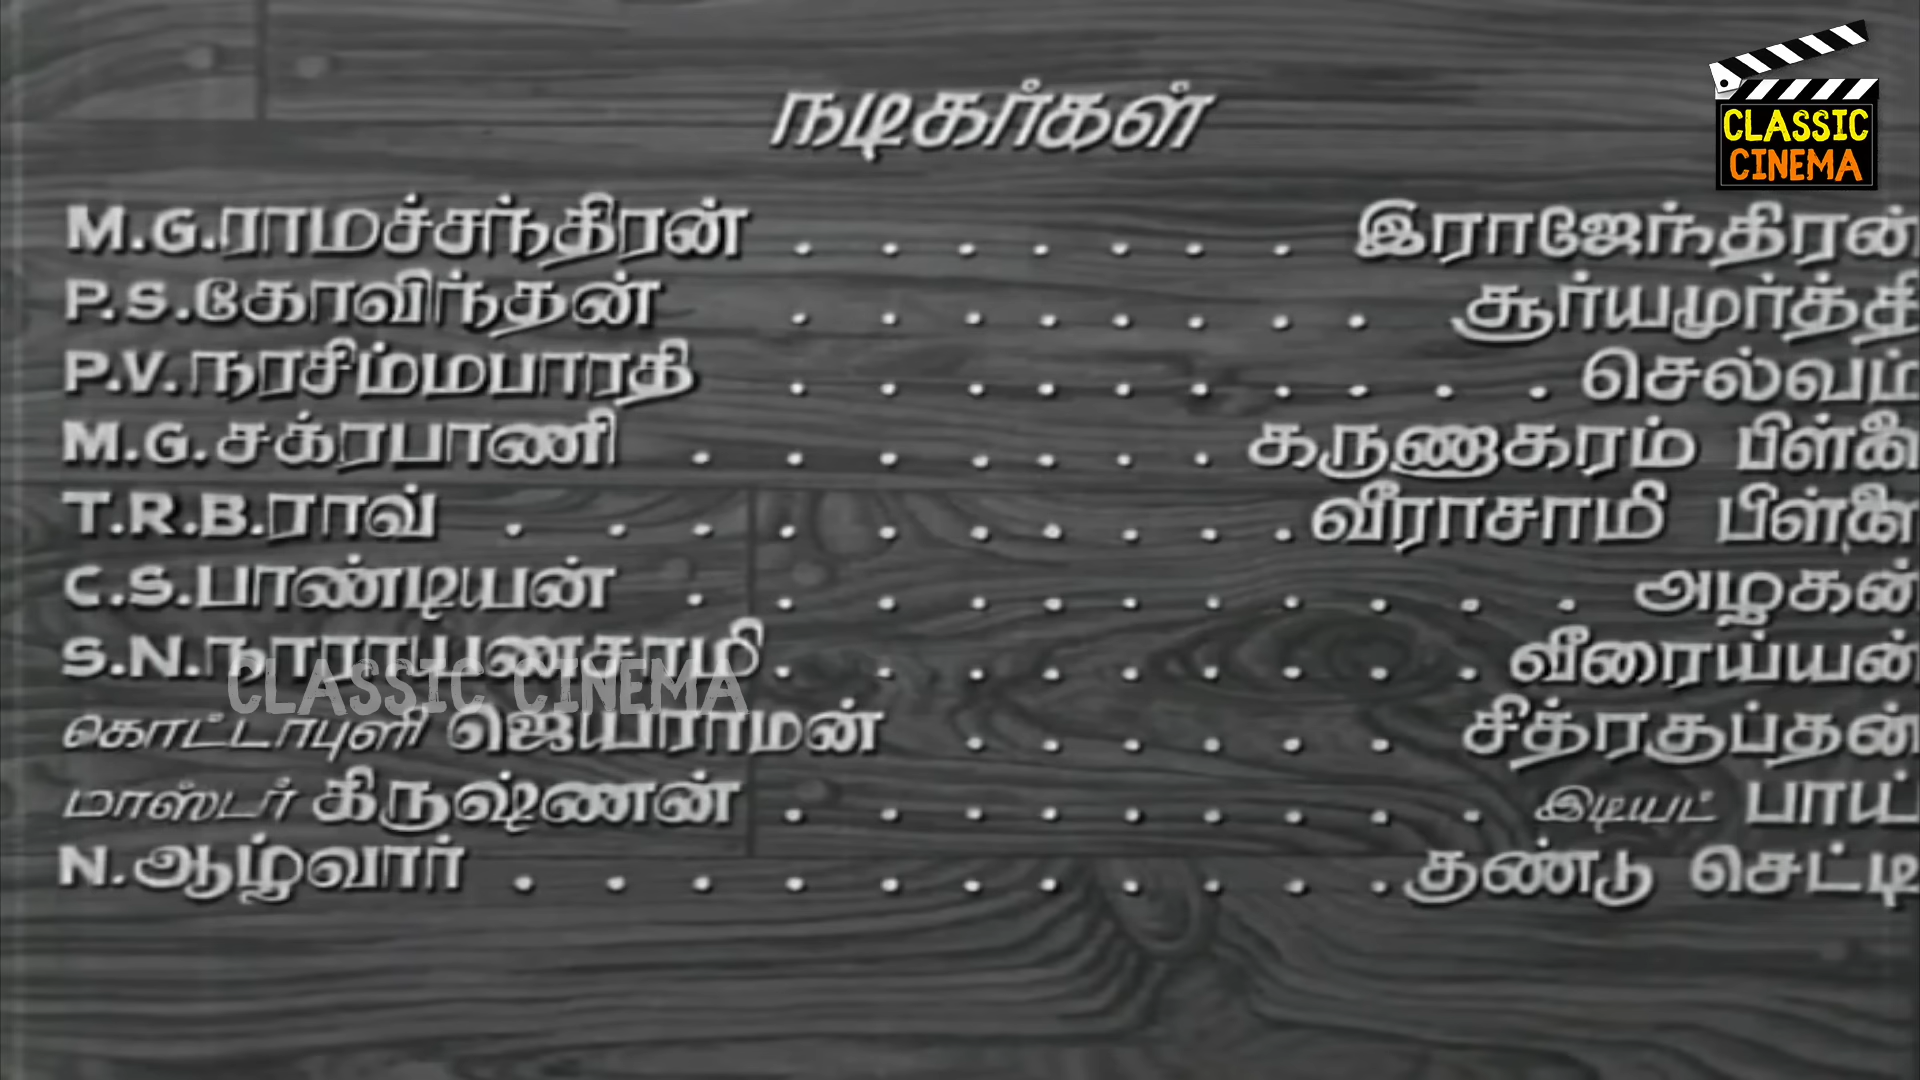 நடிகர்கள்
CLASSIC
CINEMA
M.G.ராமச்சந்திரன் . . . . . . . இராஜேந்திரன்
P.S.கோவிந்தன் . . . . . . . . சூர்யமூர்த்தி
P.V.நரசிம்மபாரதி . . . . . . . . . செல்வம்
M.G.சக்ரபாணி . . . . . . . கருணாகரம் பிள்ளை
T.R.B.ராவ் . . . . . . . . . . வீராசாமி பிள்ளை
C.S.பாண்டியன் . . . . . . . . . . . அழகன்
S.N.நாராயணசாமி . . . . . . . . . வீரைய்யன்
CLASSIC CINEMA
கொட்டாபுளி ஜெயராமன் . . . . . . சித்ரகுப்தன்
மாஸ்டர் கிருஷ்ணன் . . . . . . . . . இடியட் பாய்
N.ஆழ்வார் . . . . . . . . . . . தண்டு செட்டி